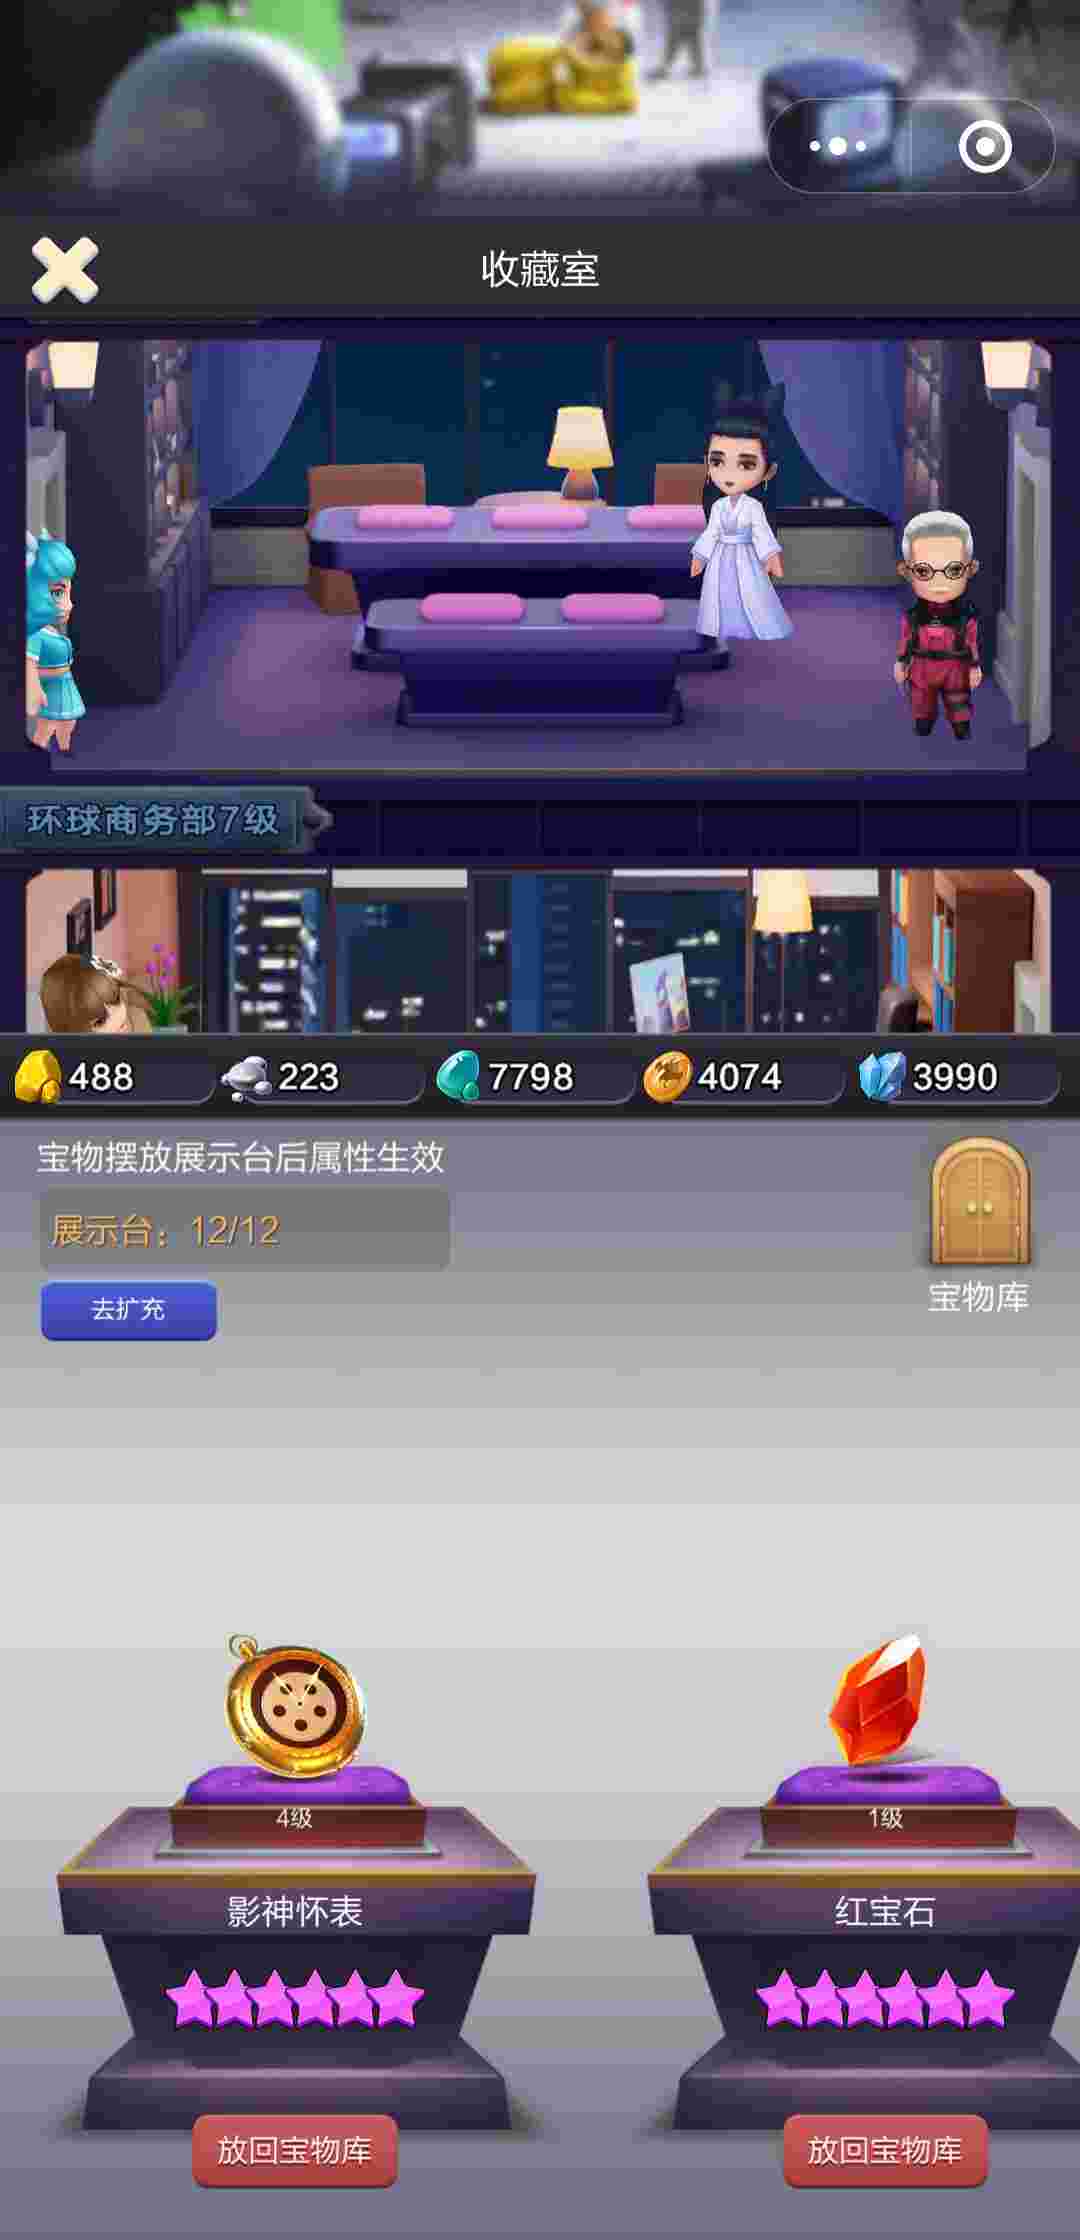 收藏室
环球商务部7级
488
223
7798
4074
3990
宝物摆放展示台后属性生效
展示台：12/12
去扩充
宝物库
4级
1级
影神怀表
红宝石
放回宝物库
放回宝物库